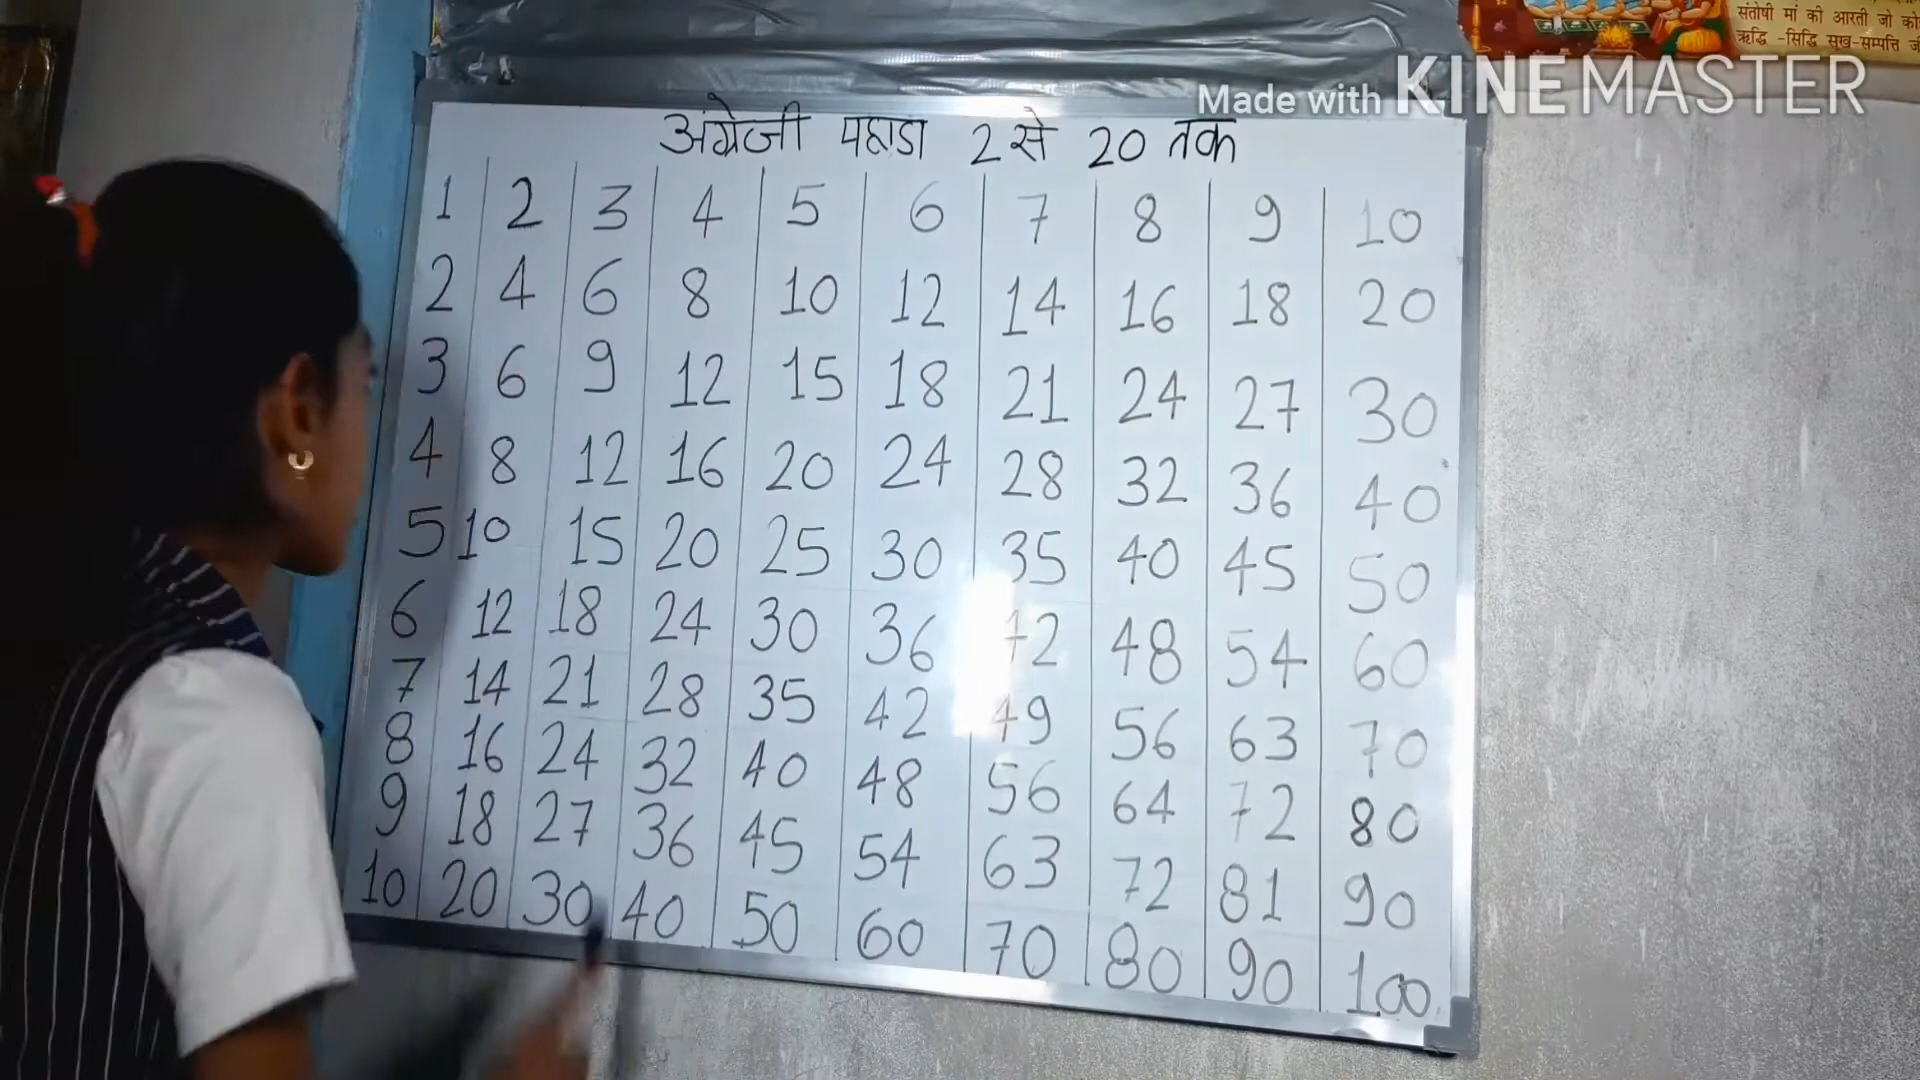 संतोषी मां की आरती जो को
ऋद्धि -सिद्धि सुख-सम्पत्ति
Made with KINEMASTER
अंग्रेजी पहाडा 2 से 20 तक
1 2 3 4 5 6 7 8 9 10
2 4 6 8 10 12 14 16 18 20
3 6 9 12 15 18 21 24 27 30
4 8 12 16 20 24 28 32 36 40
5 10 15 20 25 30 35 40 45 50
6 12 18 24 30 36 42 48 54 60
7 14 21 28 35 42 49 56 63 70
8 16 24 32 40 48 56 64 72 80
9 18 27 36 45 54 63 72 81 90
10 20 30 40 50 60 70 80 90 100